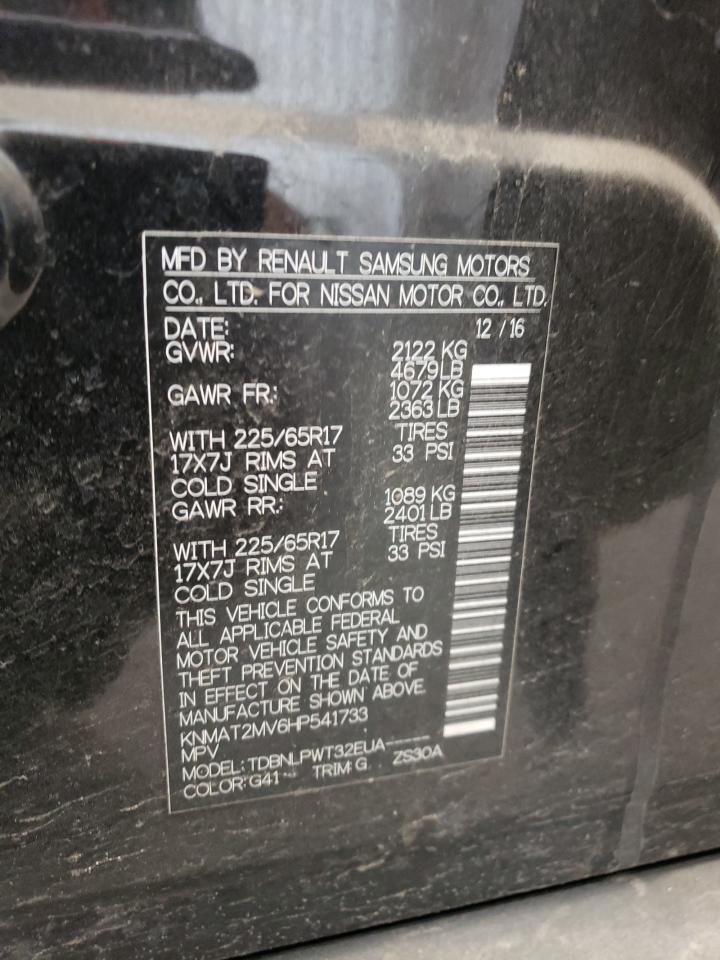 MFD BY RENAULT SAMSUNG MOTORS
CO., LTD. FOR NISSAN MOTOR CO., LTD.
DATE: 12 / 16
GVWR: 2122 KG
4679 LB
GAWR FR.: 1072 KG
2363 LB
WITH 225/65R17 TIRES
17X7J RIMS AT 33 PSI
COLD SINGLE
GAWR RR.: 1089 KG
2401 LB
WITH 225/65R17 TIRES
17X7J RIMS AT 33 PSI
COLD SINGLE
THIS VEHICLE CONFORMS TO
ALL APPLICABLE FEDERAL
MOTOR VEHICLE SAFETY AND
THEFT PREVENTION STANDARDS
IN EFFECT ON THE DATE OF
MANUFACTURE SHOWN ABOVE.
KNMAT2MV6HP541733
MPV
MODEL: TDBNLPWT32EUA-----
COLOR: G41 TRIM: G ZS30A